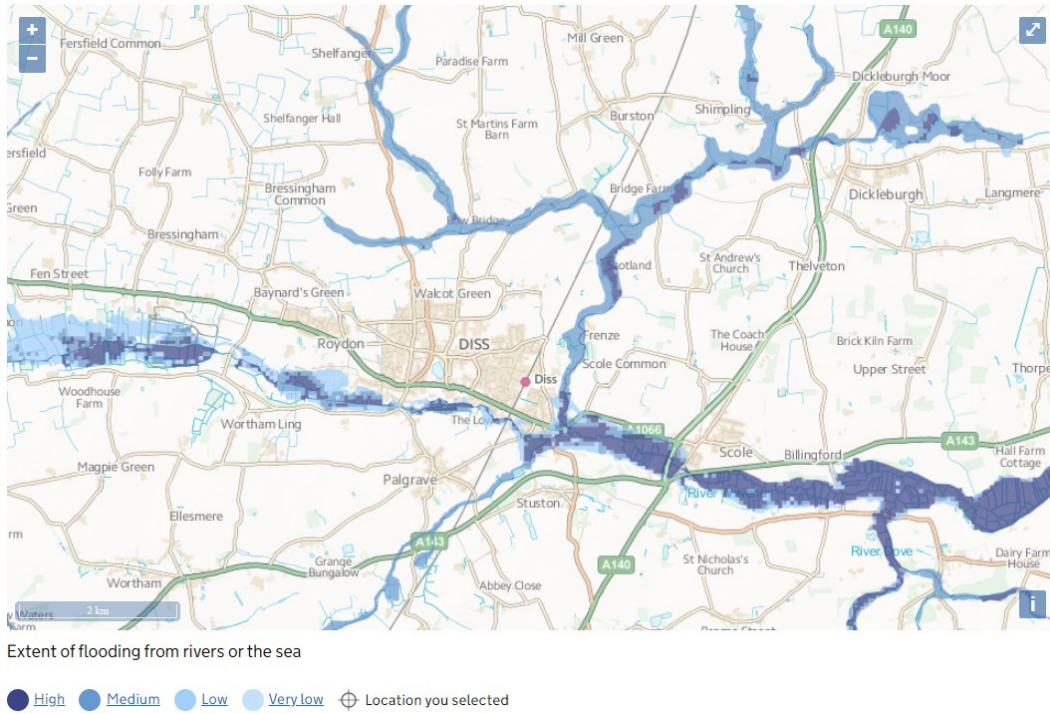 +
−
Fersfield Common
Shelfanger
Paradise Farm
Mill Green
A140
Dickleburgh Moor
Shelfanger Hall
St Martins Farm
Barn
Burston
Shimpling
ersfield
Folly Farm
Bressingham
Common
Bridge Farm
Dickleburgh
Langmere
Green
Bow Bridge
Bressingham
Scotland
St Andrew's
Church
Thelveton
Fen Street
Baynard's Green
Walcot Green
Roydon
DISS
Frenze
The Coach
House
Brick Kiln Farm
Scole Common
Upper Street
Thorpe
Diss
Woodhouse
Farm
Wortham Ling
The Lo
A1066
Scole
Billingford
A143
Hall Farm
Cottage
Magpie Green
Palgrave
River
Stuston
Ellesmere
rm
A143
River Dove
Dairy Farm
House
Grange
Bungalow
A140
St Nicholas's
Church
Wortham
Abbey Close
2 km
Waters
Farm
i
Extent of flooding from rivers or the sea
High Medium Low Very low Location you selected